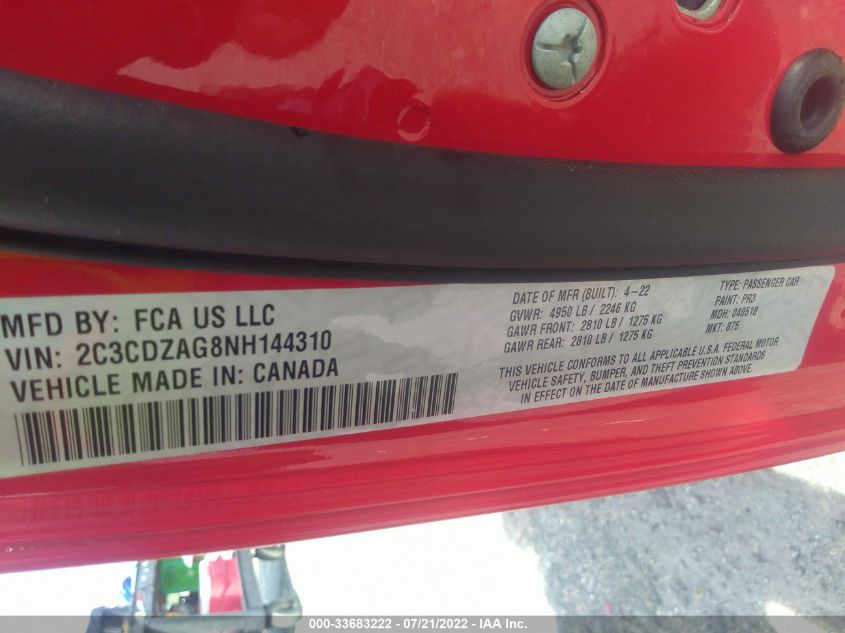 MFD BY: FCA US LLC
VIN: 2C3CDZAG8NH144310
VEHICLE MADE IN: CANADA
DATE OF MFR (BUILT): 4-22
GVWR: 4950 LB / 2246 KG
GAWR FRONT: 2810 LB / 1275 KG
GAWR REAR: 2810 LB / 1275 KG
TYPE: PASSENGER CAR
PAINT: PR3
MDH: 040518
MKT: 875
THIS VEHICLE CONFORMS TO ALL APPLICABLE U.S.A. FEDERAL MOTOR
VEHICLE SAFETY, BUMPER, AND THEFT PREVENTION STANDARDS
IN EFFECT ON THE DATE OF MANUFACTURE SHOWN ABOVE.
000-33683222 - 07/21/2022 - IAA Inc.